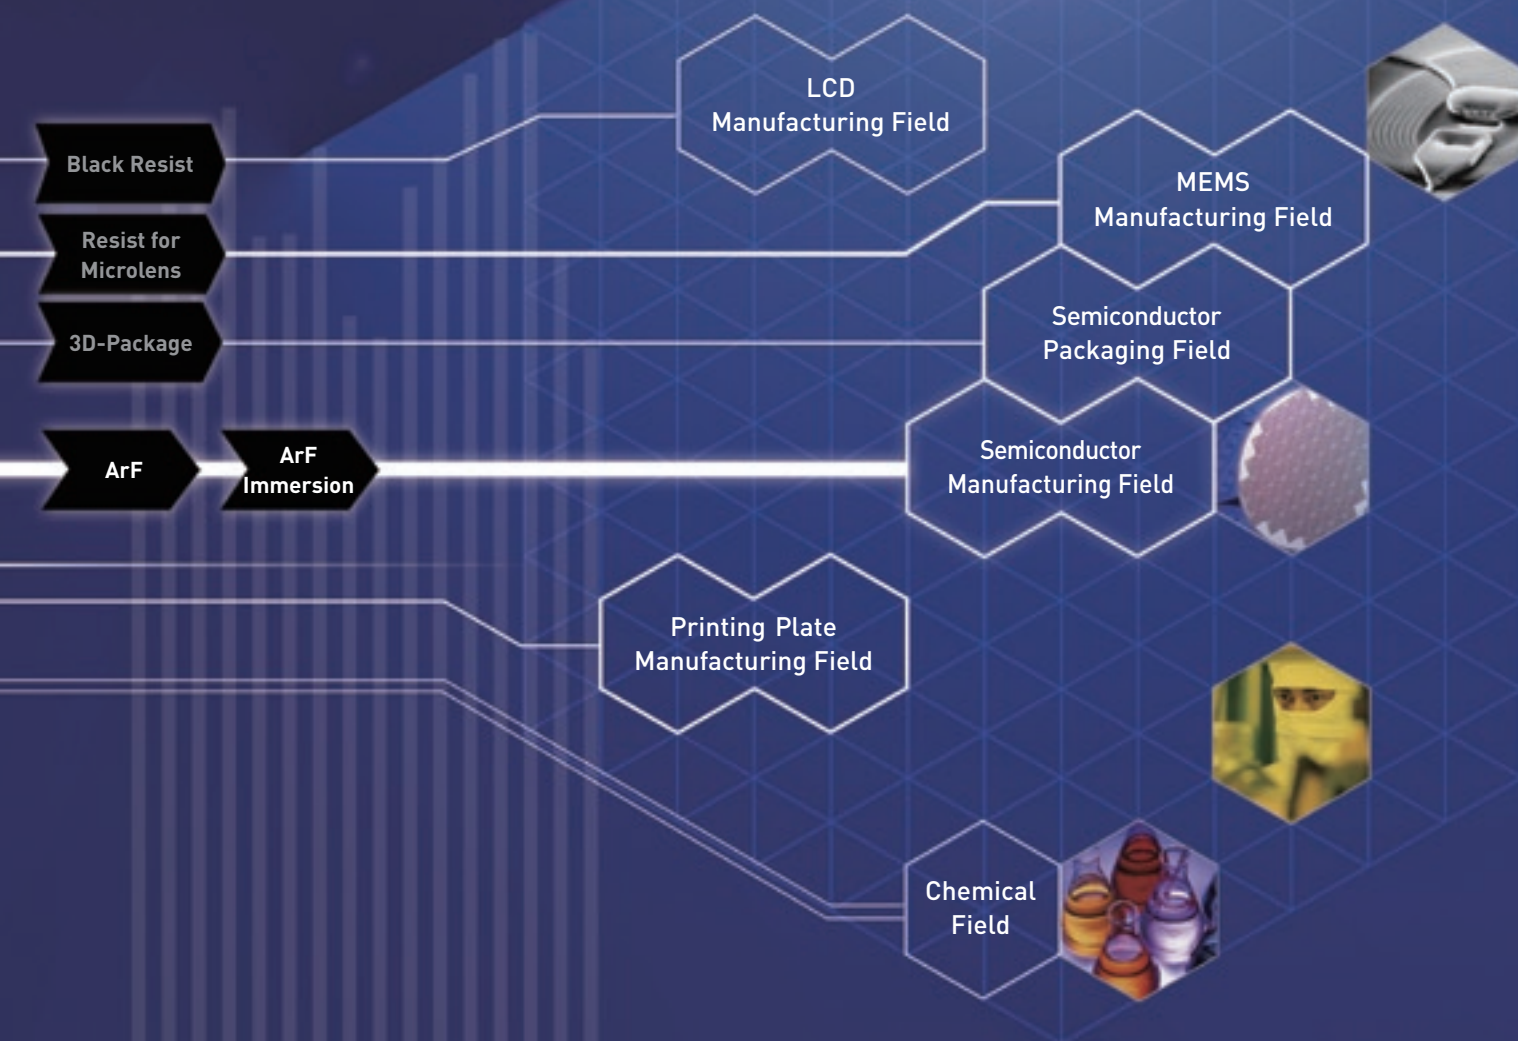 LCD
Manufacturing Field
Black Resist
MEMS
Manufacturing Field
Resist for
Microlens
Semiconductor
Packaging Field
3D-Package
ArF
ArF
Immersion
Semiconductor
Manufacturing Field
Printing Plate
Manufacturing Field
Chemical
Field